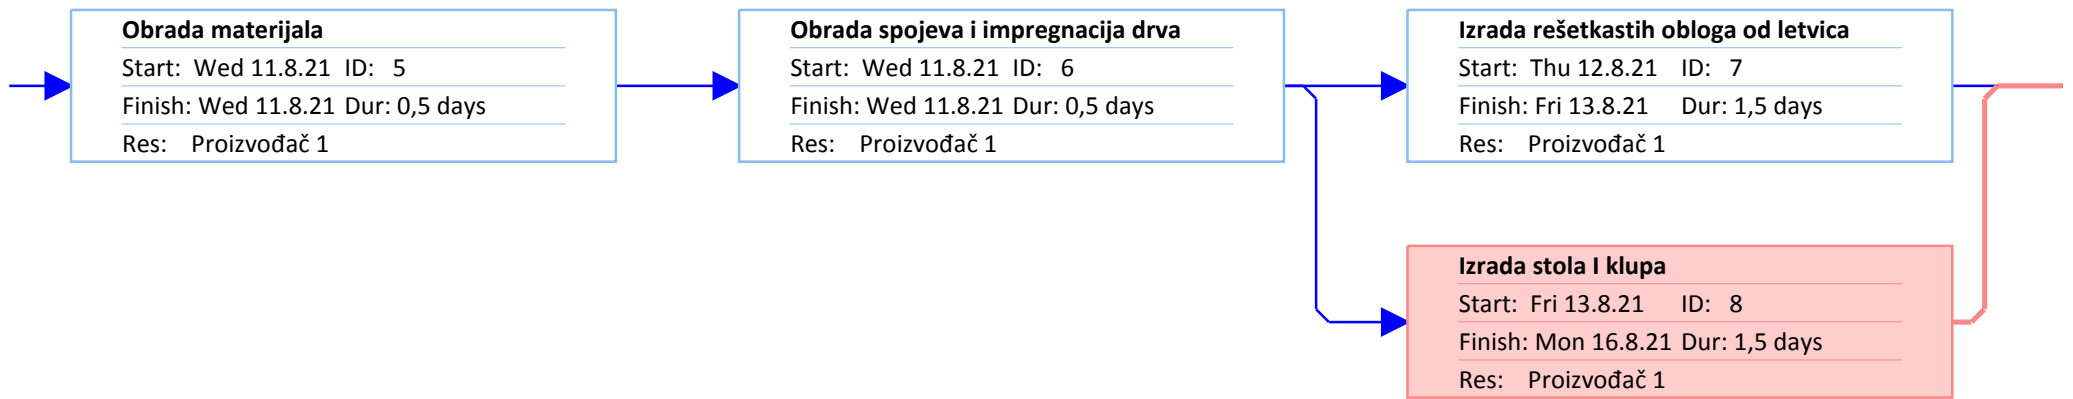 Obrada materijala
Start: Wed 11.8.21 ID: 5
Finish: Wed 11.8.21 Dur: 0,5 days
Res: Proizvođač 1
Obrada spojeva i impregnacija drva
Start: Wed 11.8.21 ID: 6
Finish: Wed 11.8.21 Dur: 0,5 days
Res: Proizvođač 1
Izrada rešetkastih obloga od letvica
Start: Thu 12.8.21 ID: 7
Finish: Fri 13.8.21 Dur: 1,5 days
Res: Proizvođač 1
Izrada stola I klupa
Start: Fri 13.8.21 ID: 8
Finish: Mon 16.8.21 Dur: 1,5 days
Res: Proizvođač 1